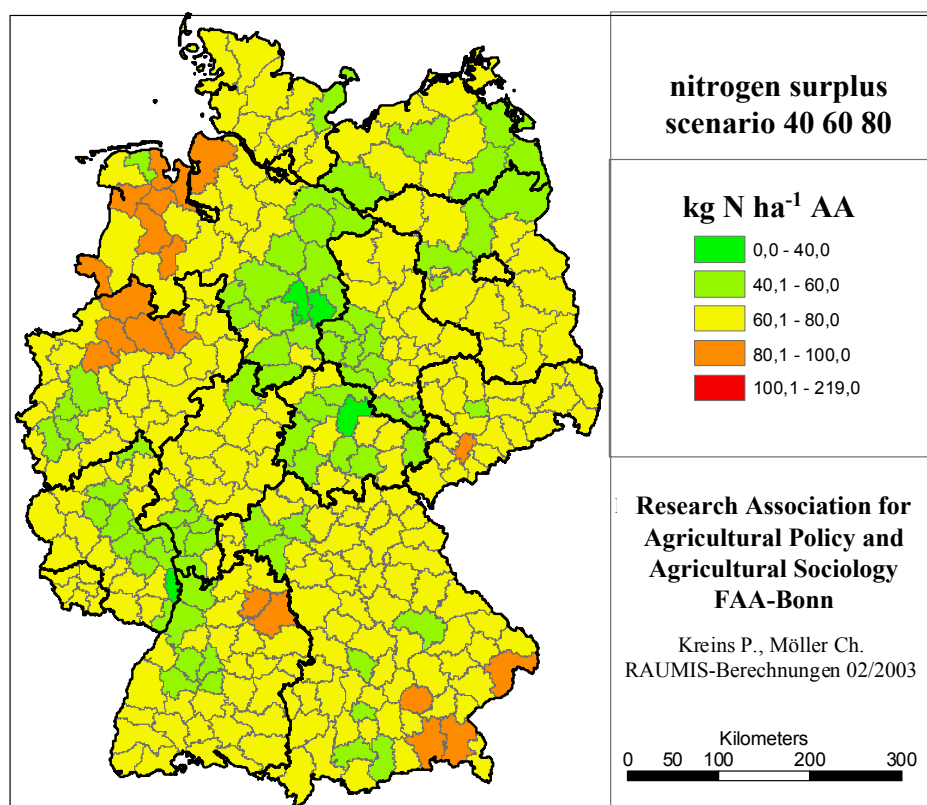 nitrogen surplus
scenario 40 60 80
kg N ha⁻¹ AA
0,0 - 40,0
40,1 - 60,0
60,1 - 80,0
80,1 - 100,0
100,1 - 219,0
Research Association for
Agricultural Policy and
Agricultural Sociology
FAA-Bonn
Kreins P., Möller Ch.
RAUMIS-Berechnungen 02/2003
Kilometers
0 50 100 200 300